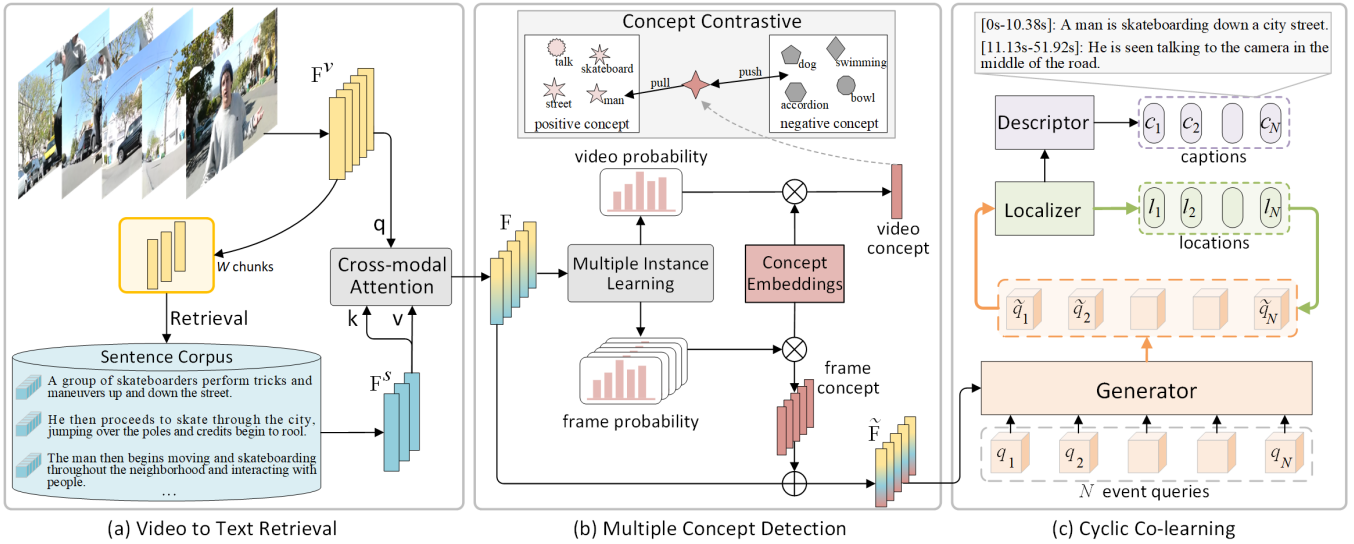 F^v
W chunks
Retrieval
Sentence Corpus
A group of skateboarders perform tricks and
maneuvers up and down the street.
He then proceeds to skate through the city,
jumping over the poles and credits begin to rool.
The man then begins moving and skateboarding
throughout the neighborhood and interacting with
people.
...
F^s
q
Cross-modal
Attention
k
v
(a) Video to Text Retrieval
Concept Contrastive
talk
skateboard
street
man
positive concept
pull
push
dog
swimming
accordion
bowl
negative concept
video probability
F
Multiple Instance
Learning
Concept
Embeddings
video
concept
frame probability
frame
concept
F̃
(b) Multiple Concept Detection
[0s-10.38s]: A man is skateboarding down a city street.
[11.13s-51.92s]: He is seen talking to the camera in the
middle of the road.
Descriptor
c_1 c_2 c_N
captions
Localizer
l_1 l_2 l_N
locations
q̃_1 q̃_2 q̃_N
Generator
q_1 q_2 q_N
N event queries
(c) Cyclic Co-learning